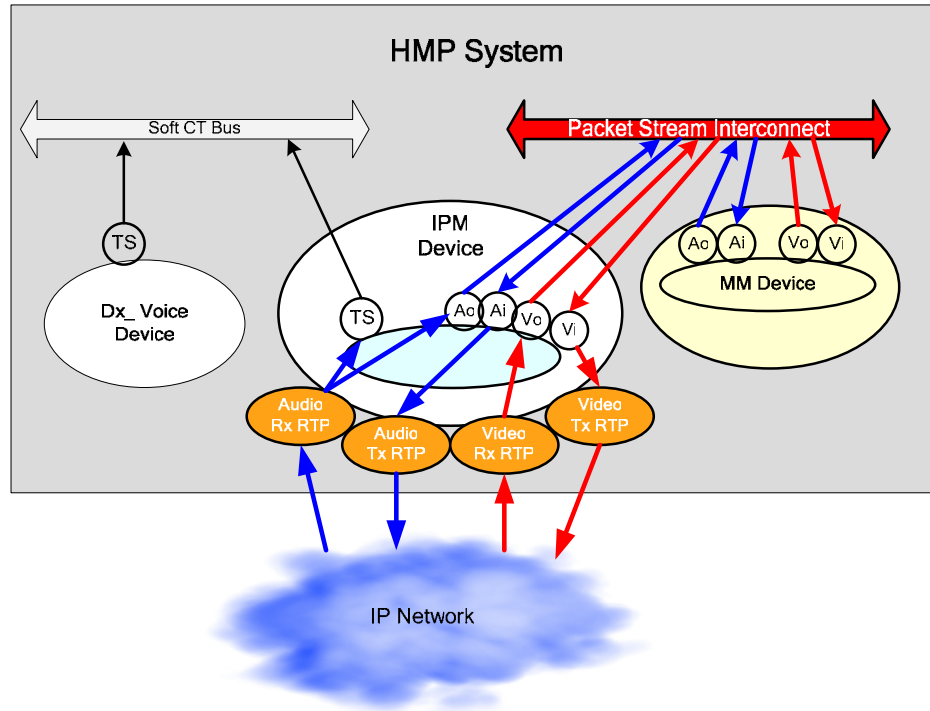 HMP System
Soft CT Bus
Packet Stream Interconnect
IPM
Device
TS
Dx_ Voice
Device
TS
Ao
Ai
Vo
Vi
Ao
Ai
Vo
Vi
MM Device
Audio
Rx RTP
Audio
Tx RTP
Video
Rx RTP
Video
Tx RTP
IP Network